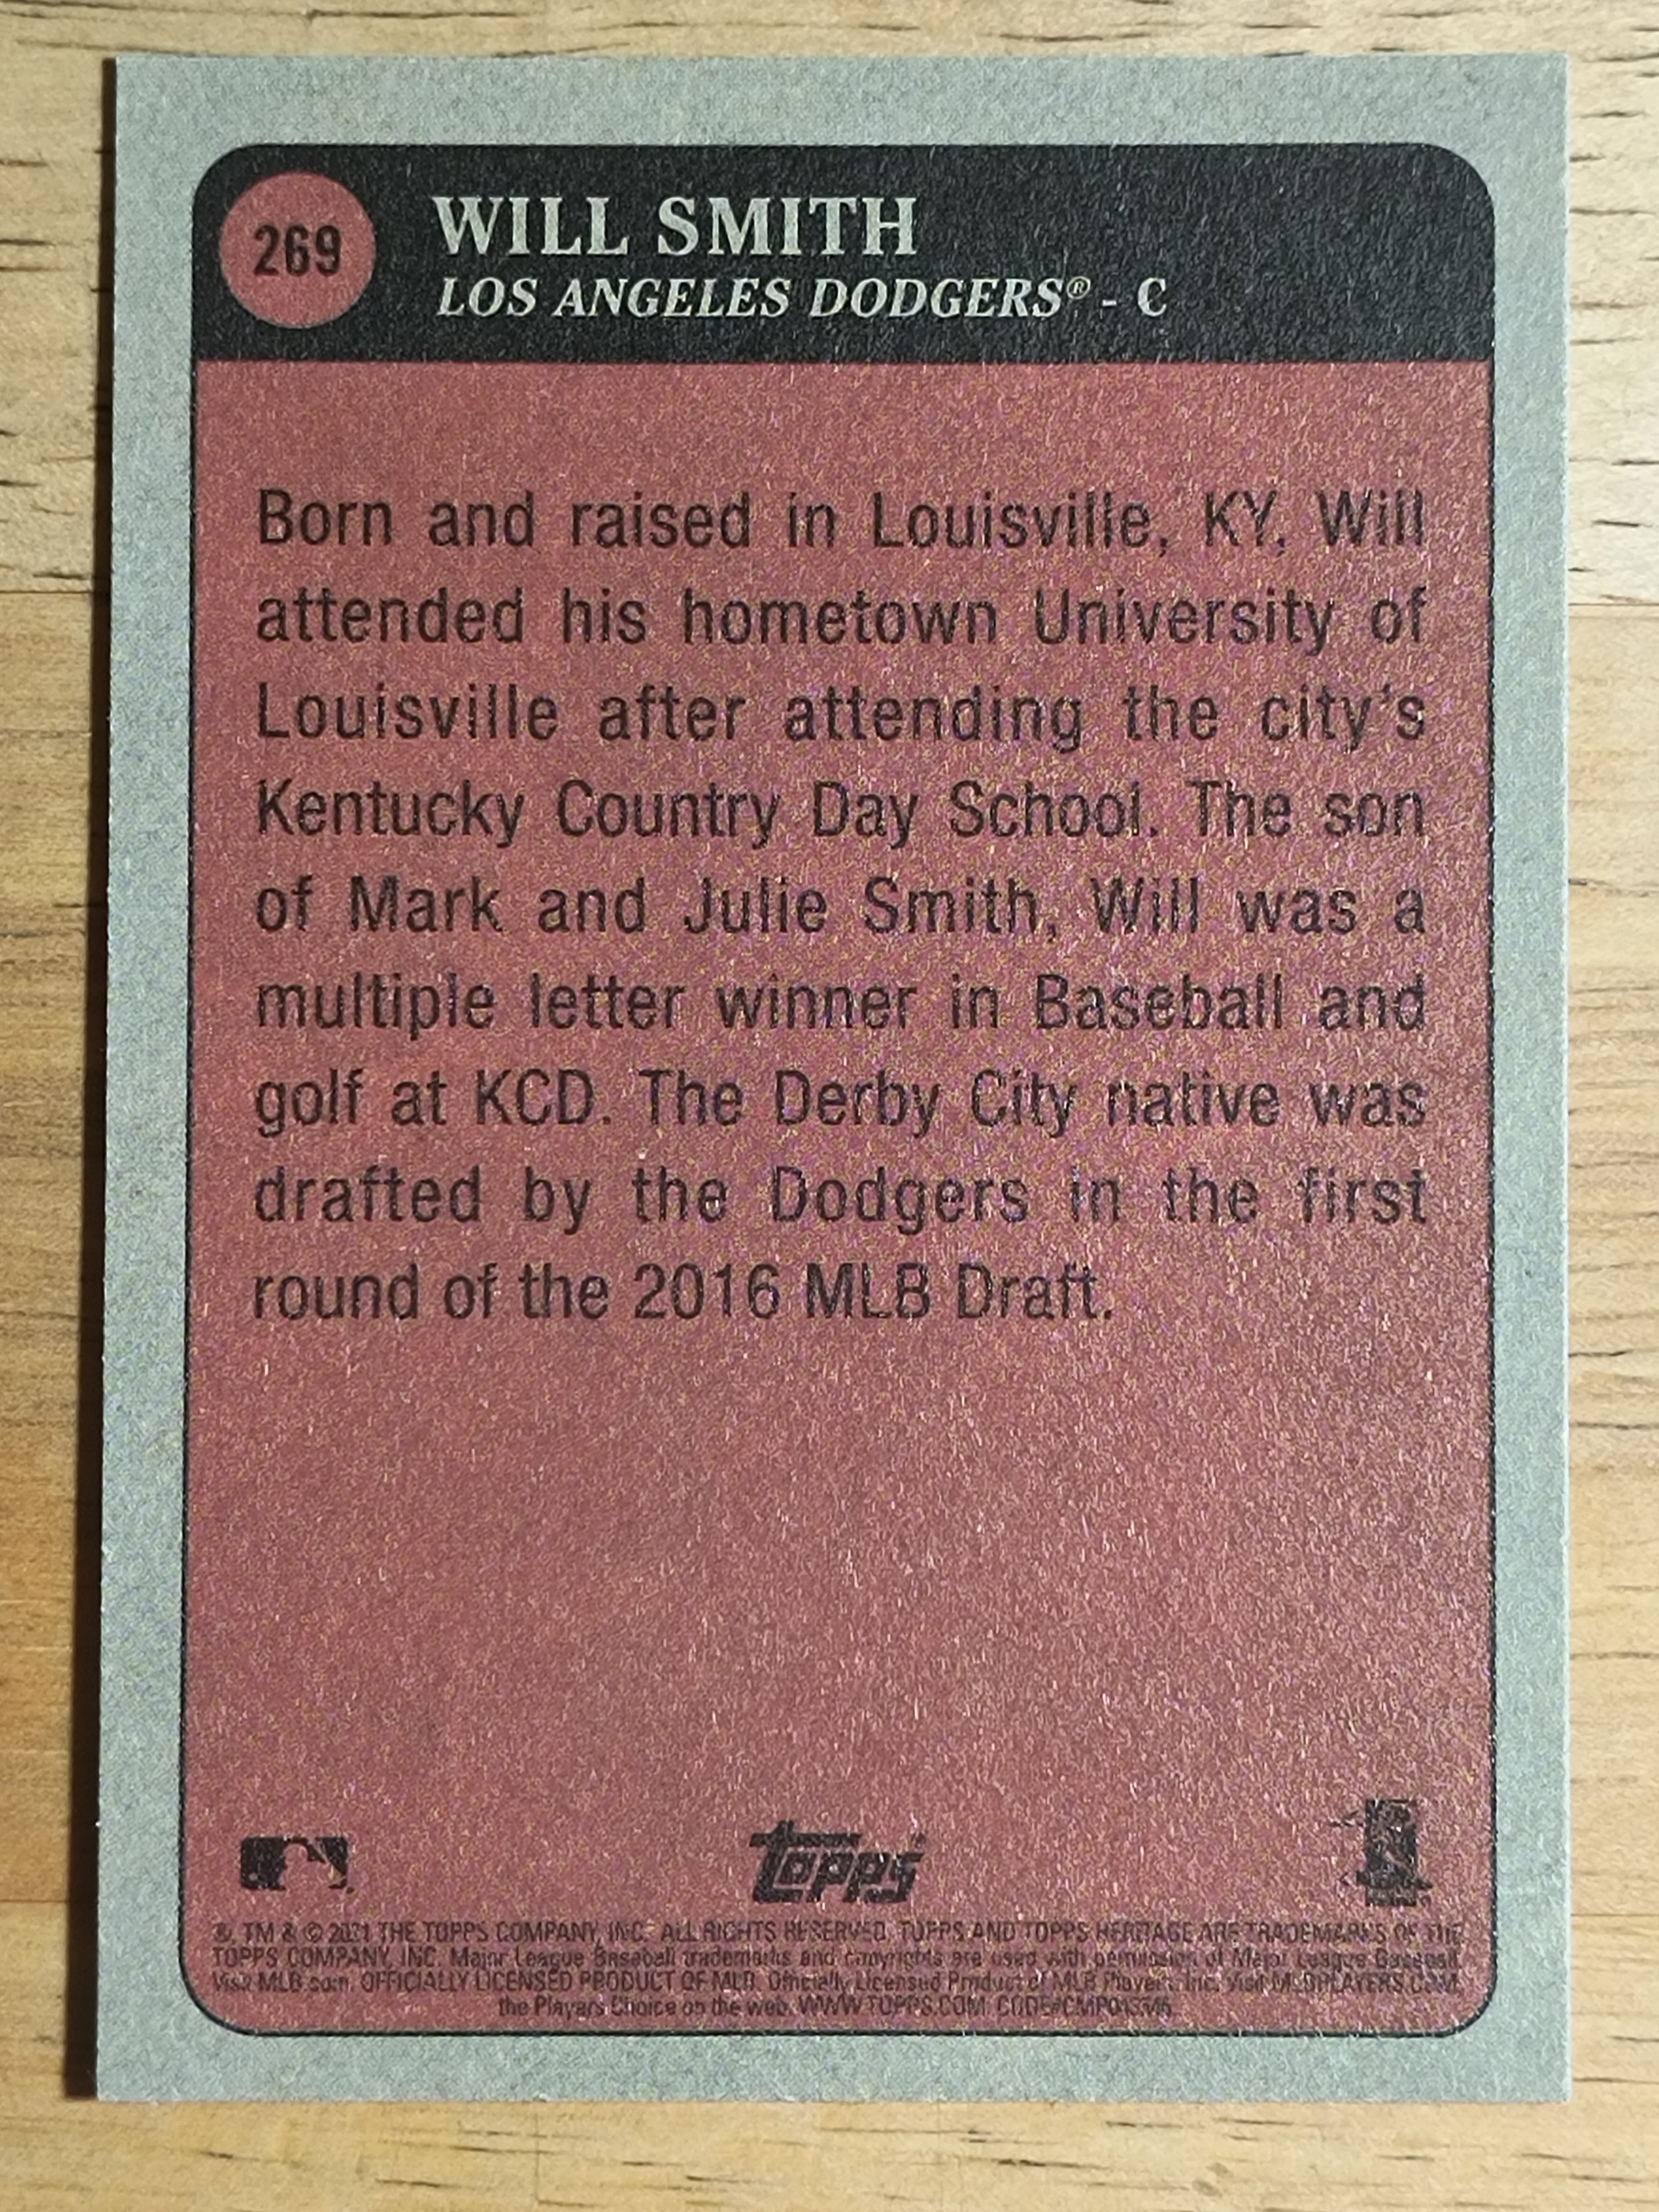 269
WILL SMITH
LOS ANGELES DODGERS® - C
Born and raised in Louisville, KY, Will
attended his hometown University of
Louisville after attending the city's
Kentucky Country Day School. The son
of Mark and Julie Smith, Will was a
multiple letter winner in Baseball and
golf at KCD. The Derby City native was
drafted by the Dodgers in the first
round of the 2016 MLB Draft.
topps
®, TM & © 2021 THE TOPPS COMPANY, INC. ALL RIGHTS RESERVED. TOPPS AND TOPPS HERITAGE ARE TRADEMARKS OF THE
TOPPS COMPANY, INC. Major League Baseball trademarks and copyrights are used with permission of Major League Baseball.
Visit MLB.com. OFFICIALLY LICENSED PRODUCT OF MLB. Officially Licensed Product of MLB Players, Inc. Visit MLBPLAYERS.COM,
the Players Choice on the web. WWW.TOPPS.COM.